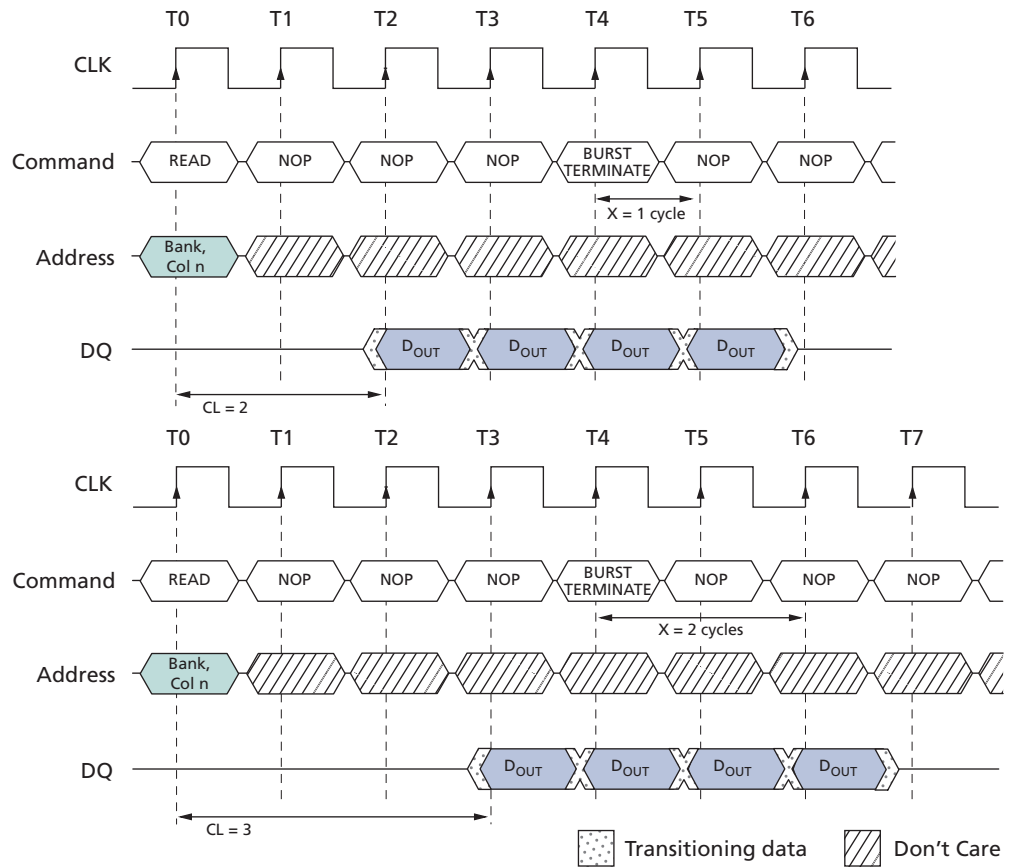 T0 T1 T2 T3 T4 T5 T6
CLK
Command READ NOP NOP NOP BURST TERMINATE NOP NOP
X = 1 cycle
Address Bank, Col n
DQ DOUT DOUT DOUT DOUT
CL = 2
T0 T1 T2 T3 T4 T5 T6 T7
CLK
Command READ NOP NOP NOP BURST TERMINATE NOP NOP NOP
X = 2 cycles
Address Bank, Col n
DQ DOUT DOUT DOUT DOUT
CL = 3
Transitioning data Don't Care